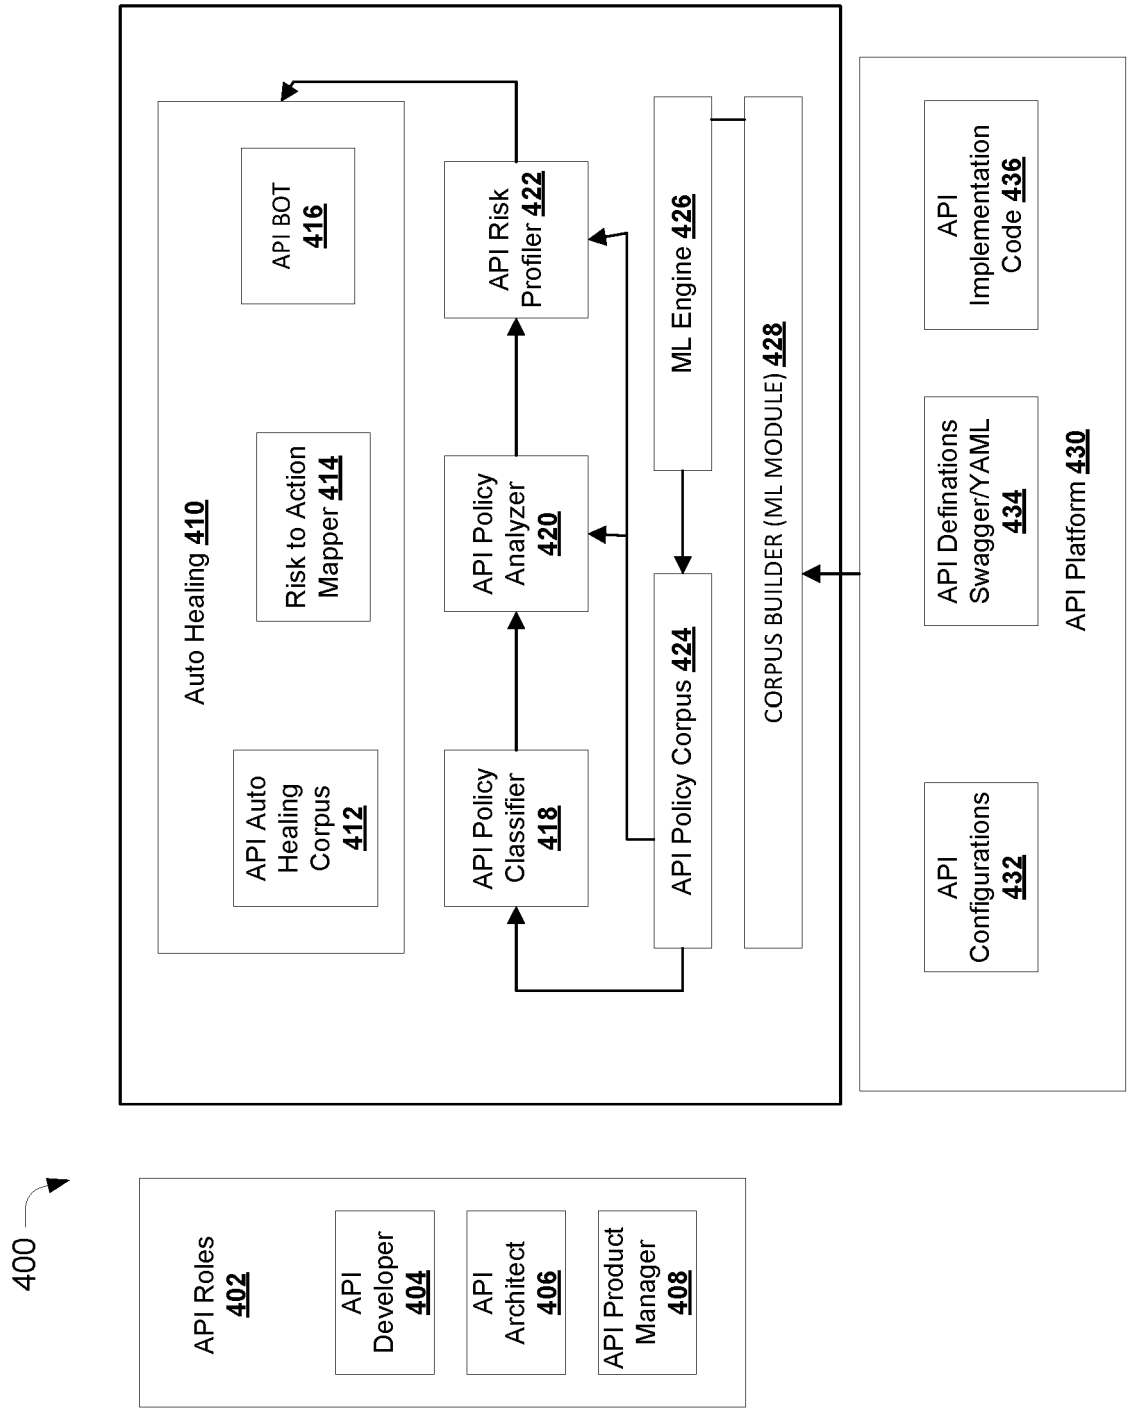 400
API Roles
402
API
Developer
404
API
Architect
406
API Product
Manager
408
Auto Healing 410
API Auto
Healing
Corpus
412
Risk to Action
Mapper 414
API BOT
416
API Policy
Classifier
418
API Policy
Analyzer
420
API Risk
Profiler 422
API Policy Corpus 424
ML Engine 426
CORPUS BUILDER (ML MODULE) 428
API
Configurations
432
API Definations
Swagger/YAML
434
API
Implementation
Code 436
API Platform 430